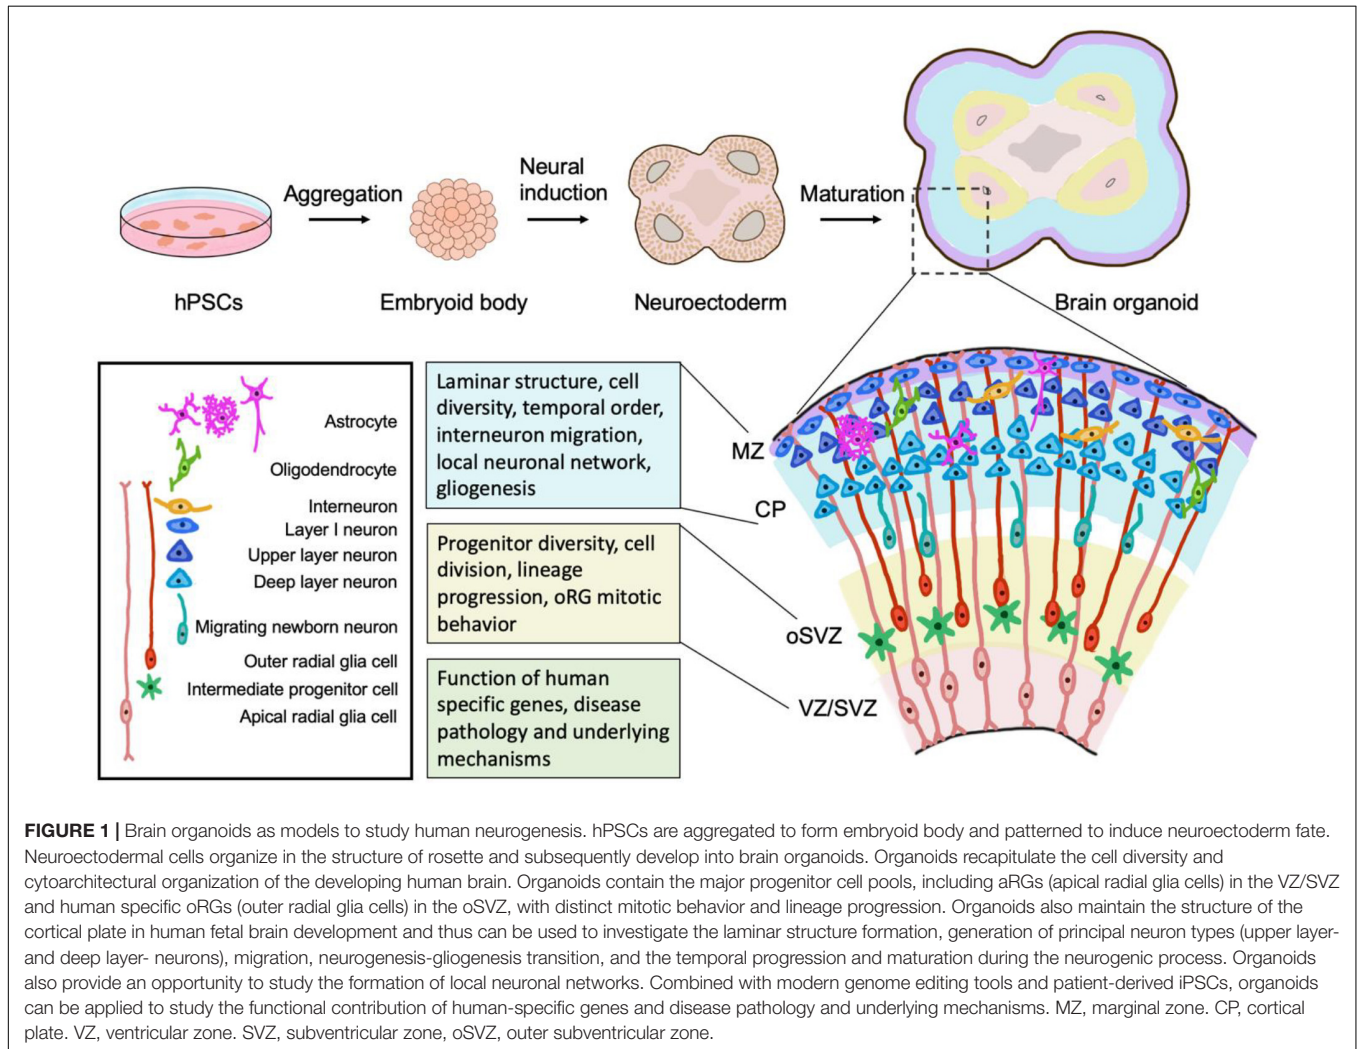 Aggregation
Neural
induction
Maturation
hPSCs
Embryoid body
Neuroectoderm
Brain organoid
Astrocyte
Oligodendrocyte
Interneuron
Layer I neuron
Upper layer neuron
Deep layer neuron
Migrating newborn neuron
Outer radial glia cell
Intermediate progenitor cell
Apical radial glia cell
Laminar structure, cell
diversity, temporal order,
interneuron migration,
local neuronal network,
gliogenesis
Progenitor diversity, cell
division, lineage
progression, oRG mitotic
behavior
Function of human
specific genes, disease
pathology and underlying
mechanisms
MZ
CP
oSVZ
VZ/SVZ
FIGURE 1 | Brain organoids as models to study human neurogenesis. hPSCs are aggregated to form embryoid body and patterned to induce neuroectoderm fate.
Neuroectodermal cells organize in the structure of rosette and subsequently develop into brain organoids. Organoids recapitulate the cell diversity and
cytoarchitectural organization of the developing human brain. Organoids contain the major progenitor cell pools, including aRGs (apical radial glia cells) in the VZ/SVZ
and human specific oRGs (outer radial glia cells) in the oSVZ, with distinct mitotic behavior and lineage progression. Organoids also maintain the structure of the
cortical plate in human fetal brain development and thus can be used to investigate the laminar structure formation, generation of principal neuron types (upper layer-
and deep layer- neurons), migration, neurogenesis-gliogenesis transition, and the temporal progression and maturation during the neurogenic process. Organoids
also provide an opportunity to study the formation of local neuronal networks. Combined with modern genome editing tools and patient-derived iPSCs, organoids
can be applied to study the functional contribution of human-specific genes and disease pathology and underlying mechanisms. MZ, marginal zone. CP, cortical
plate. VZ, ventricular zone. SVZ, subventricular zone, oSVZ, outer subventricular zone.